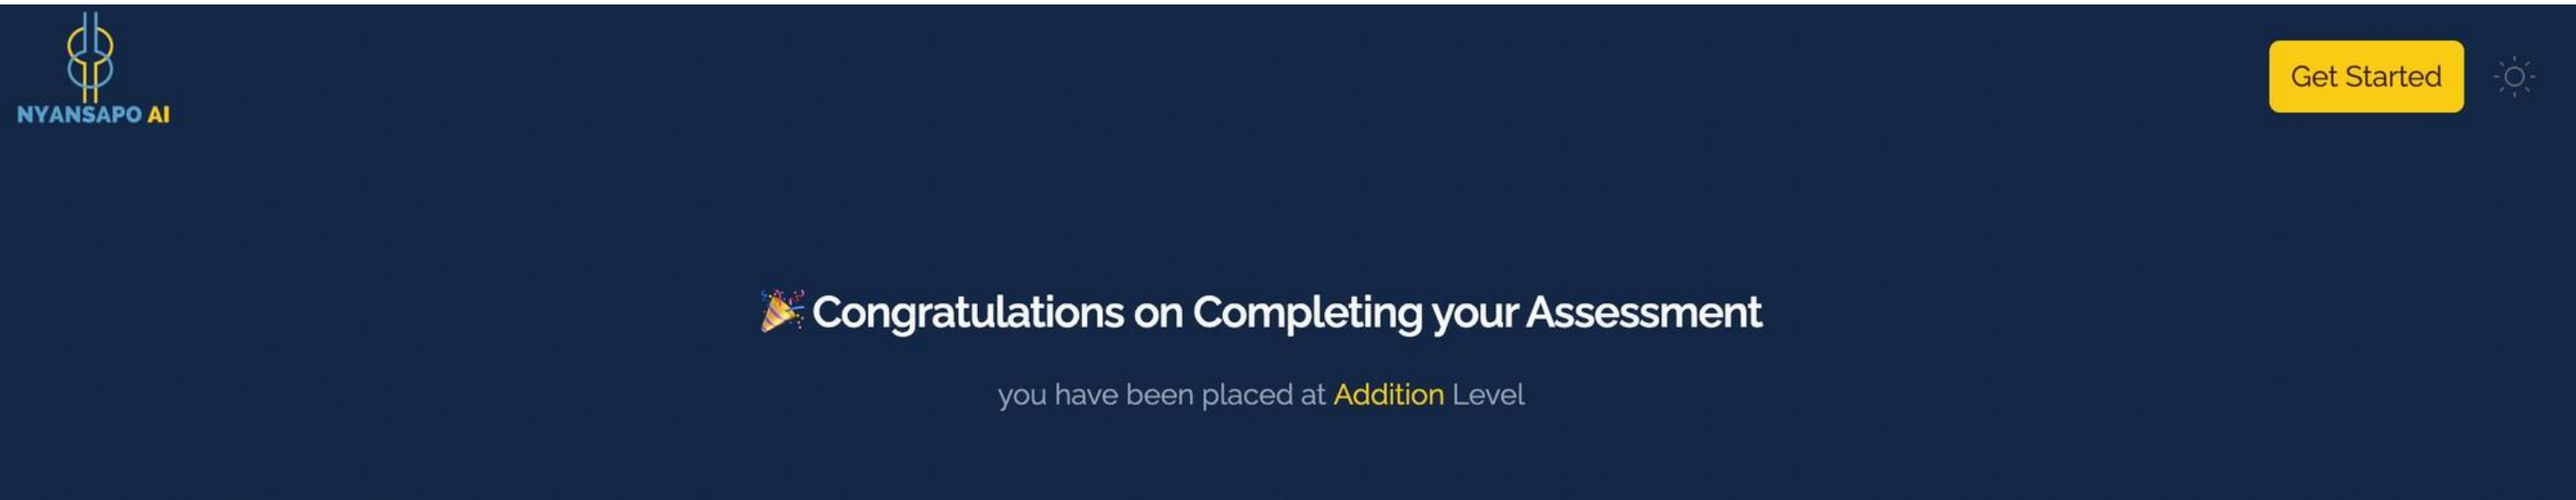 NYANSAPO AI
Get Started
🎉 Congratulations on Completing your Assessment
you have been placed at Addition Level